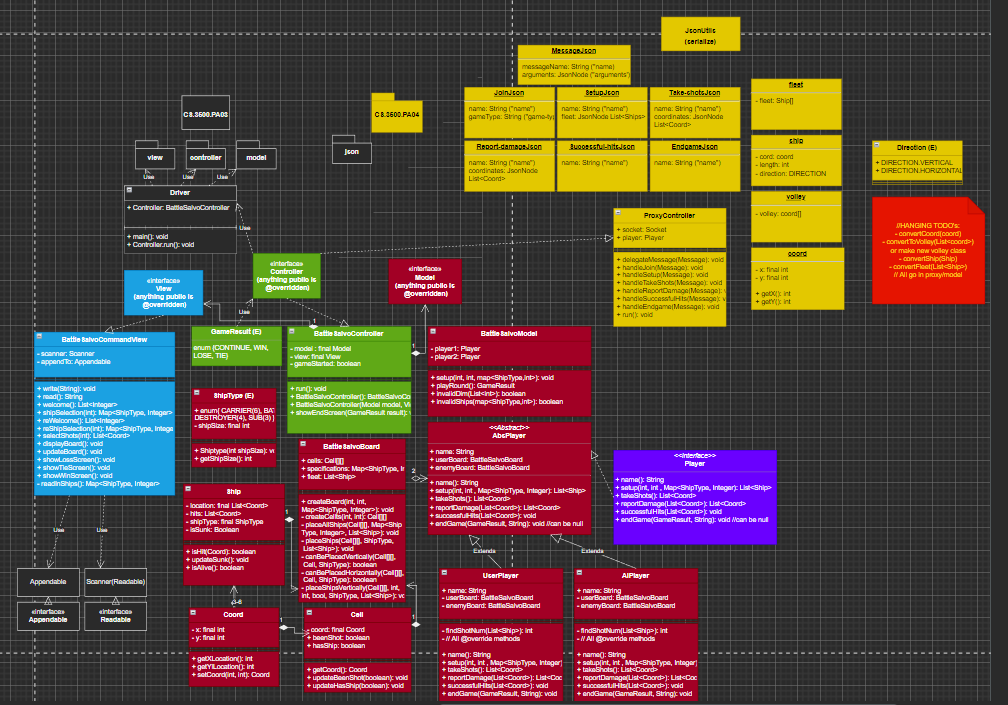 JsonUtils
(serialize)
MessageJson
messageName: String ("name)
arguments: JsonNode ("arguments")
JoinJson
name: String ("name")
gameType: String ("game-typ
SetupJson
name: String ("name")
fleet: JsonNode List<Ships>
Take-shotsJson
name: String ("name")
coordinates: JsonNode
List<Coord>
Report-damageJson
name: String ("name")
coordinates: JsonNode
List<Coord>
Successful-hitsJson
name: String ("name")
EndgameJson
name: String ("name")
fleet
- fleet: Ship[]
ship
- cord: coord
- length: int
- direction: DIRECTION
volley
- volley: coord[]
coord
- x: final int
- y: final int
+ getX(): int
+ getY(): int
Direction (E)
+ DIRECTION.VERTICAL
+ DIRECTION.HORIZONTAL
//HANGING TODO's:
- convertCoord(coord)
- convertToVolley(List<coord>)
or make new volley class
- convertShip(Ship)
- convertFleet(List<Ship>)
// All go in proxy/model
CS.3500.PA03
CS.3500.PA04
view
controller
model
json
Use
Use
Use
Driver
+ Controller: BattleSalvoController
+ main(): void
+ Controller.run(): void
Use
ProxyController
+ socket: Socket
+ player: Player
+ delegateMessage(Message): void
+ handleJoin(Message): void
+ handleSetup(Message): void
+ handleTakeShots(Message): void
+ handleReportDamage(Message): v
+ handleSuccessfulHits(Message): v
+ handleEndgame(Message): void
+ run(): void
«interface»
View
(anything public is
@overridden)
«interface»
Controller
(anything public is
@overridden)
«interface»
Model
(anything public is
@overridden)
Use
BattleSalvoCommandView
- scanner: Scanner
- appendTo: Appendable
+ write(String): void
+ read(): String
+ welcome(): List<Integer>
+ shipSelection(int): Map<ShipType, Integer>
+ reWelcome(): List<Integer>
+ reShipSelection(int): Map<ShipType, Intege
+ selectShots(int): List<Coord>
+ displayBoard(): void
+ updateBoard(): void
+ showLossScreen(): void
+ showTieScreen(): void
+ showWinScreen(): void
- readInShips(): Map<ShipType, Integer>
GameResult (E)
enum {CONTINUE, WIN,
LOSE, TIE}
BattleSalvoController
- model : final Model
- view: final View
- gameStarted: boolean
+ run(): void
+ BattleSalvoController(): void
+ BattleSalvoController(Model model, Vi
+ showEndScreen(GameResult result):
1
1
BattleSalvoModel
- player1: Player
- player2: Player
+ setup(int, int, map<ShipType,int): void
+ playRound(): GameResult
+ invalidDim(List<int>): boolean
+ invalidShips(map<ShipType,int): boolean
ShipType (E)
+ enum{ CARRIER(6), BAT
DESTROYER(4), SUB(3) }
- shipSize: final int
+ Shiptype(int shipSize): v
+ getShipSize(): int
BattleSalvoBoard
- cells: Cell[][]
- specifications: Map<ShipType, I
- fleet: List<Ship>
+ createBoard(int, int,
Map<ShipType, Integer>): void
- createCells(int, int): Cell[][]
- placeAllShips(Cell[][], Map<Ship
Type, Integer>, List<Ship>): void
- placeShips(Cell[][], ShipType,
List<Ship>): void
- canBePlacedVertically(Cell[][],
Cell, ShipType): boolean
- canBePlacedHorizontally(Cell[][],
Cell, ShipType): boolean
- placeShipsVertically(Cell[][], int,
int, bool, ShipType, List<Ship>): vo
<<Abstract>>
AbsPlayer
+ name: String
- userBoard: BattleSalvoBoard
- enemyBoard: BattleSalvoBoard
+ name(): String
+ setup(int, int , Map<ShipType, Integer): List<Ship>
+ takeShots(): List<Coord>
+ reportDamage(List<Coord>): List<Coord>
+ successfulHits(List<Coord>): void
+ endGame(GameResult, String): void //can be null
2
<<Interface>>
Player
+ name(): String
+ setup(int, int , Map<ShipType, Integer): List<Ship>
+ takeShots(): List<Coord>
+ reportDamage(List<Coord>): List<Coord>
+ successfulHits(List<Coord>): void
+ endGame(GameResult, String): void //can be null
Ship
- location: final List<Coord>
- hits: List<Coord>
- shipType: final ShipType
- isSunk: Boolean
+ isHit(Coord): boolean
+ updateSunk(): void
+ isAlive(): boolean
1
3-6
Use
Use
Appendable
Scanner(Readable)
«interface»
Appendable
«interface»
Readable
Coord
- x: final int
- y: final int
+ getXLocation(): int
+ getYLocation(): int
+ setCoord(int, int): Coord
1
Cell
- coord: final Coord
- beenShot: boolean
- hasShip: boolean
+ getCoord(): Coord
+ updateBeenShot(boolean): void
+ updateHasShip(boolean): void
1
Extends
Extends
UserPlayer
+ name: String
- userBoard: BattleSalvoBoard
- enemyBoard: BattleSalvoBoard
- findShotNum(List<Ship>): int
- // All @override methods
+ name(): String
+ setup(int, int , Map<ShipType, Integer
+ takeShots(): List<Coord>
+ reportDamage(List<Coord>): List<Coo
+ successfulHits(List<Coord>): void
+ endGame(GameResult, String): void
AiPlayer
+ name: String
- userBoard: BattleSalvoBoard
- enemyBoard: BattleSalvoBoard
- findShotNum(List<Ship>): int
- // All @override methods
+ name(): String
+ setup(int, int , Map<ShipType, Integer
+ takeShots(): List<Coord>
+ reportDamage(List<Coord>): List<Coo
+ successfulHits(List<Coord>): void
+ endGame(GameResult, String): void